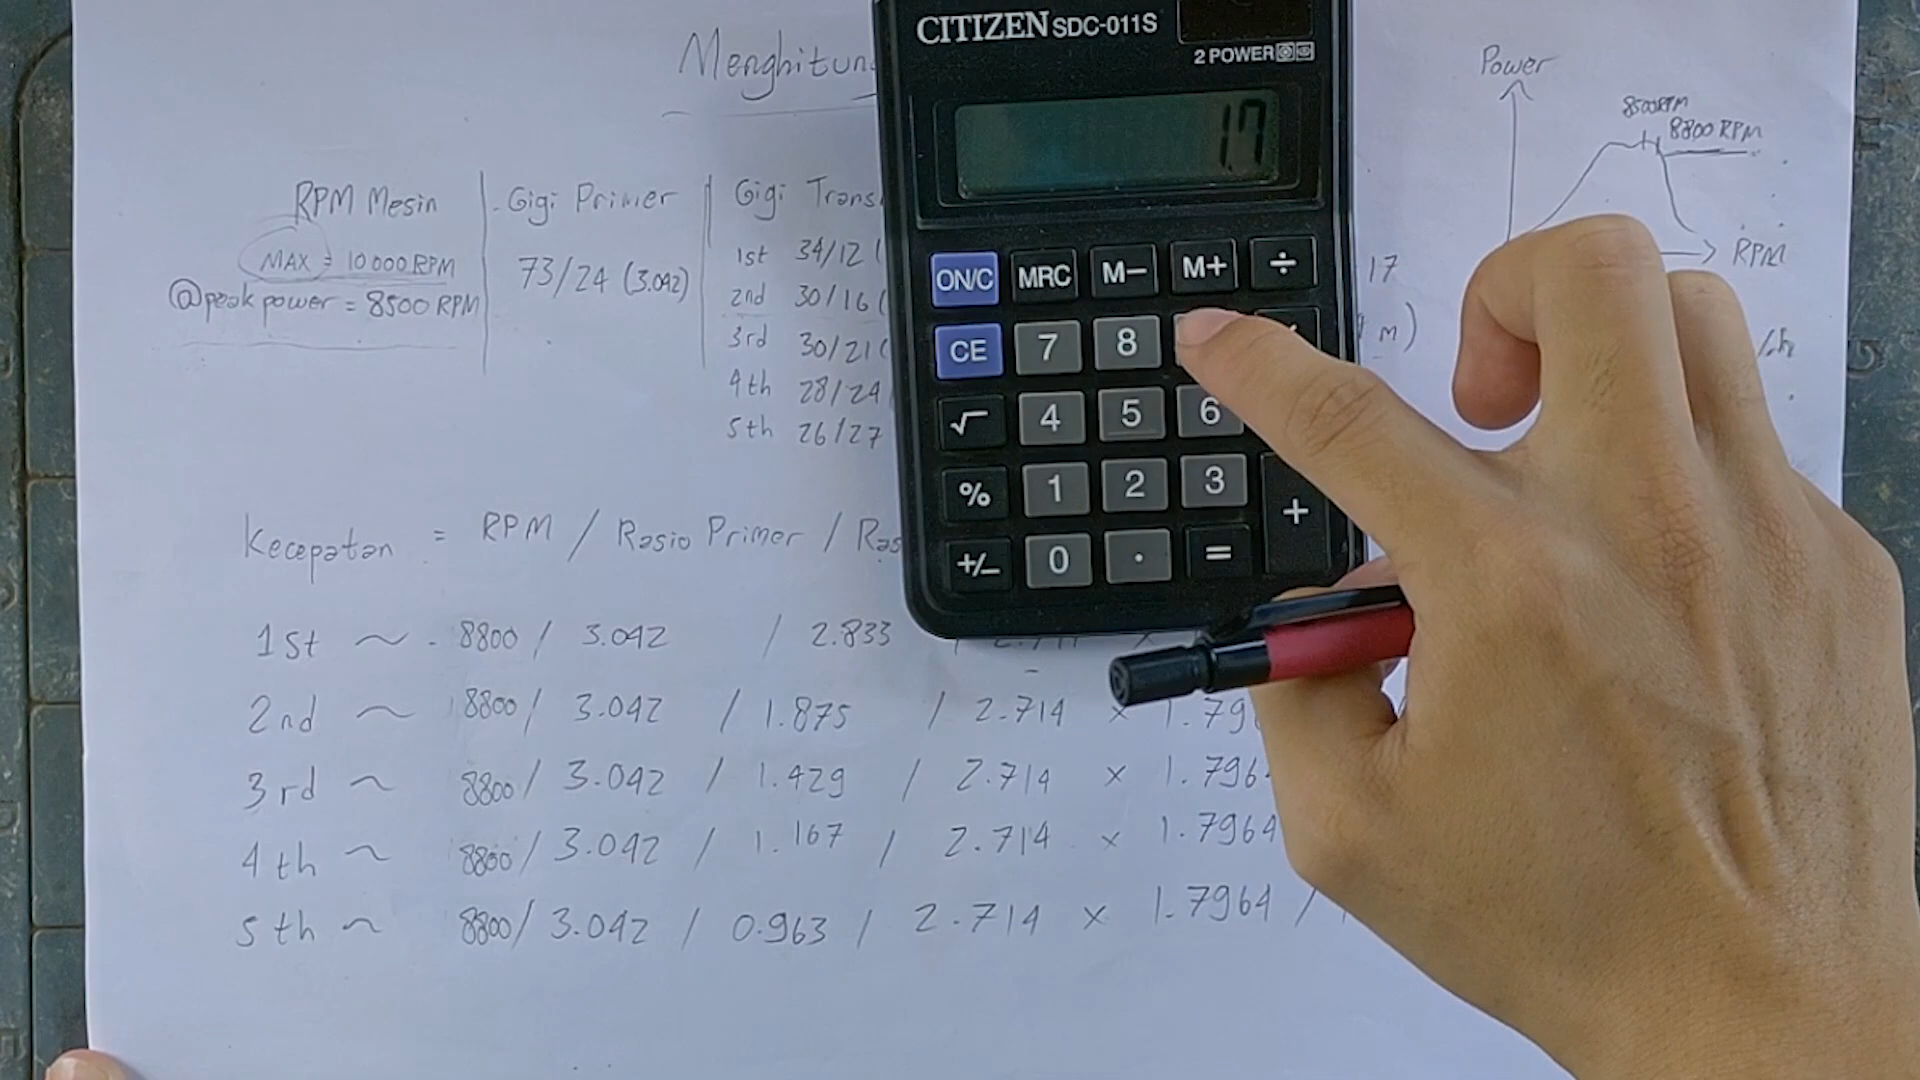 CITIZEN SDC-011S
2 POWER
17
Menghitung
Power
8500RPM
8800 RPM
RPM
RPM Mesin
MAX = 10 000 RPM
@peak power = 8500 RPM
Gigi Primer
73/24 (3.042)
Gigi Trans
1st 34/12 (
2nd 30/16 (
3rd 30/21 (
4th 28/24
5th 26/27
17
m)
ON/C MRC M− M+ ÷
CE 7 8
√ 4 5 6
% 1 2 3 +
+/− 0 . =
Kecepatan = RPM / Rasio Primer / Ras
1st ~ 8800 / 3.042 / 2.833
2nd ~ 8800 / 3.042 / 1.875 / 2.714 × 1.796
3rd ~ 8800 / 3.042 / 1.429 / 2.714 × 1.796
4th ~ 8800 / 3.042 / 1.167 / 2.714 × 1.7964
5th ~ 8800 / 3.042 / 0.963 / 2.714 × 1.7964 /